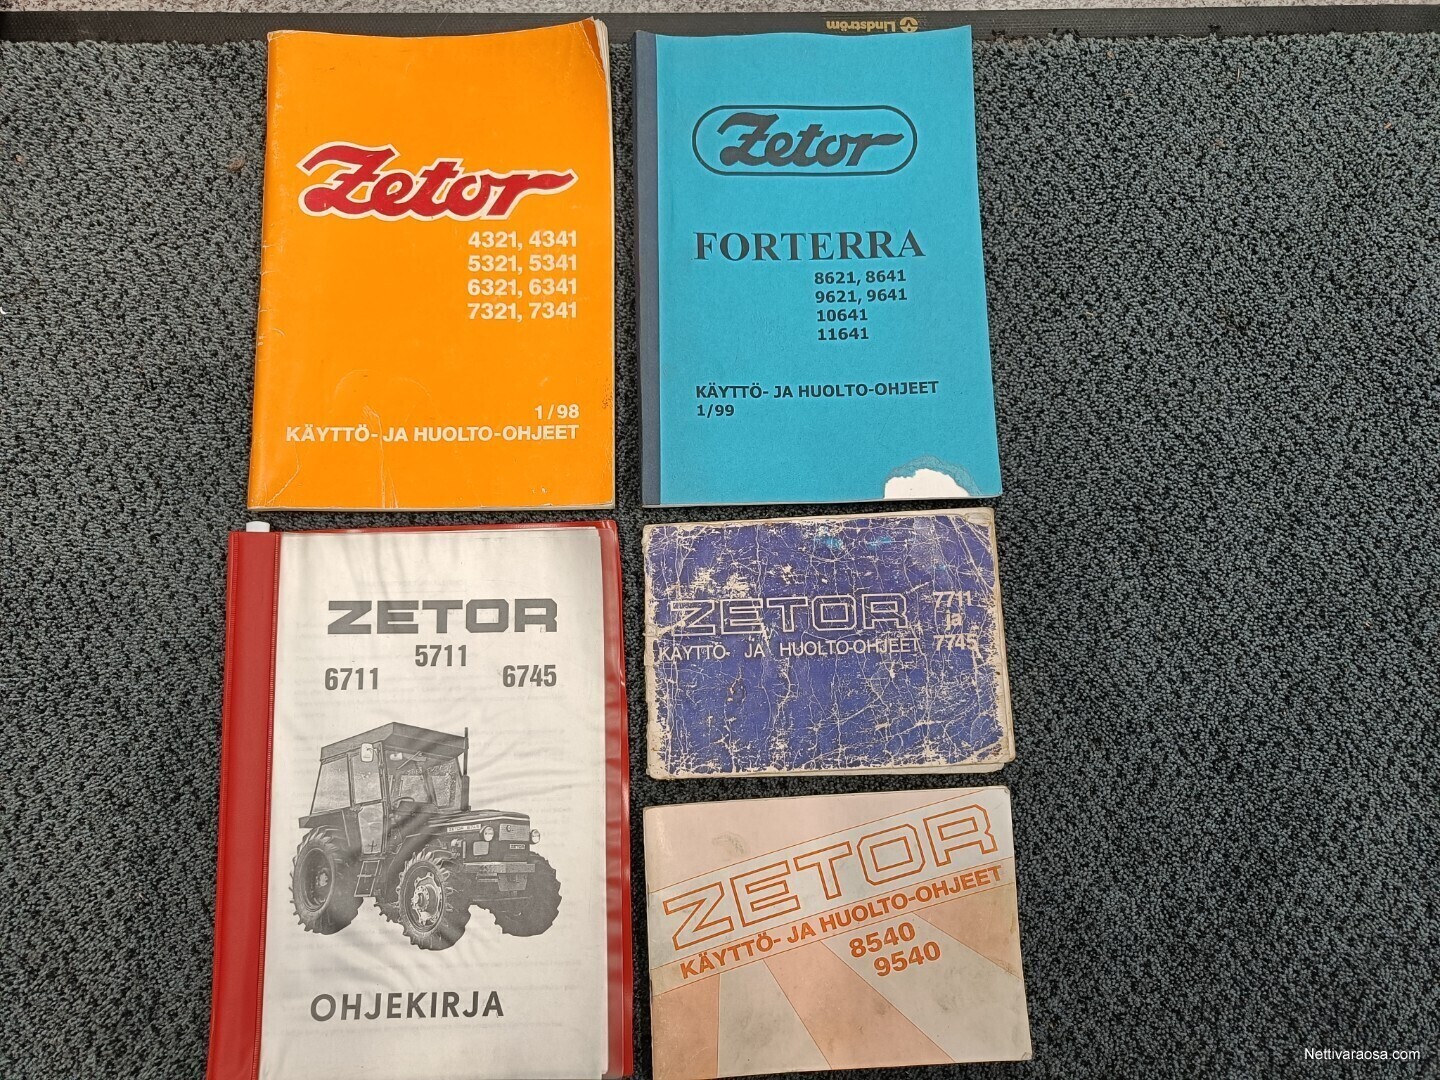 Lindström
Zetor
4321, 4341
5321, 5341
6321, 6341
7321, 7341
1/98
KÄYTTÖ- JA HUOLTO-OHJEET
Zetor
FORTERRA
8621, 8641
9621, 9641
10641
11641
KÄYTTÖ- JA HUOLTO-OHJEET
1/99
ZETOR
5711
6711 6745
OHJEKIRJA
ZETOR 7711
ja
KÄYTTÖ- JA HUOLTO-OHJEET 7745
ZETOR
KÄYTTÖ- JA HUOLTO-OHJEET
8540
9540
Nettivaraosa.com